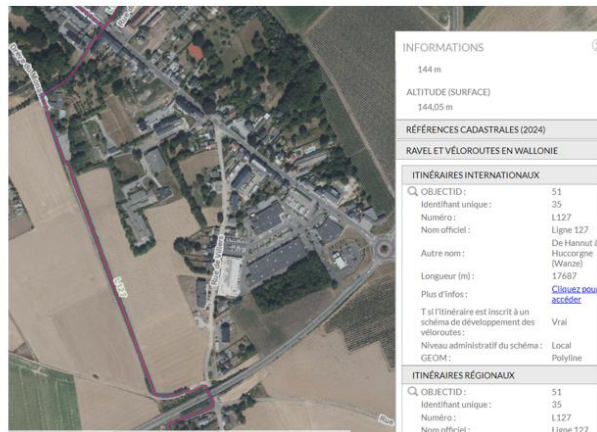 INFORMATIONS
144 m
ALTITUDE (SURFACE)
144,05 m
RÉFÉRENCES CADASTRALES (2024)
RAVEL ET VÉLOROUTES EN WALLONIE
ITINÉRAIRES INTERNATIONAUX
OBJECTID : 51
Identifiant unique : 35
Numéro : L127
Nom officiel : Ligne 127
Autre nom : De Hannut à
Huccorgne
(Wanze)
Longueur (m) : 17687
Plus d'infos : Cliquez pour
accéder
T si l'itinéraire est inscrit à un
schéma de développement des
véloroutes : Vrai
Niveau administratif du schéma : Local
GEOM : Polyline
ITINÉRAIRES RÉGIONAUX
OBJECTID : 51
Identifiant unique : 35
Numéro : L127
Nom officiel : Ligne 127
L127
Rue